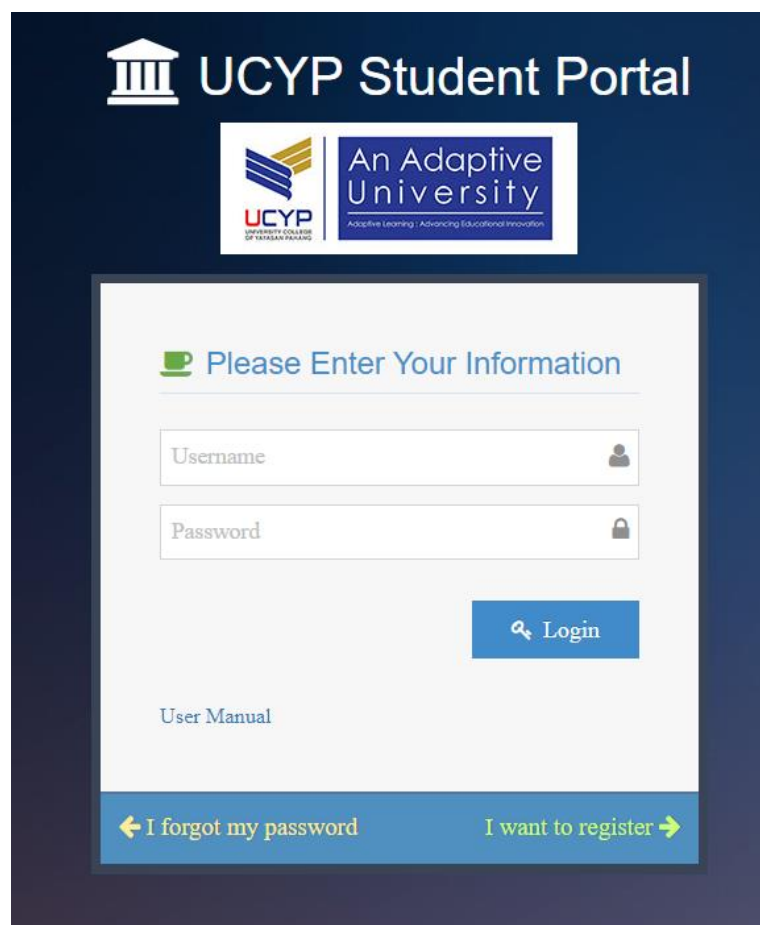 UCYP Student Portal
An Adaptive
University
Adaptive Learning : Advancing Educational Innovation
UCYP
UNIVERSITY COLLEGE
OF YAYASAN PAHANG
Please Enter Your Information
Username
Password
Login
User Manual
I forgot my password
I want to register